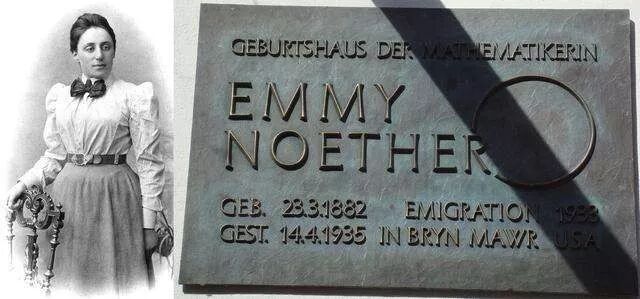 GEBURTSHAUS DER MATHEMATIKERIN
EMMY
NOETHER
GEB. 23.3.1882 EMIGRATION 1933
GEST. 14.4.1935 IN BRYN MAWR USA